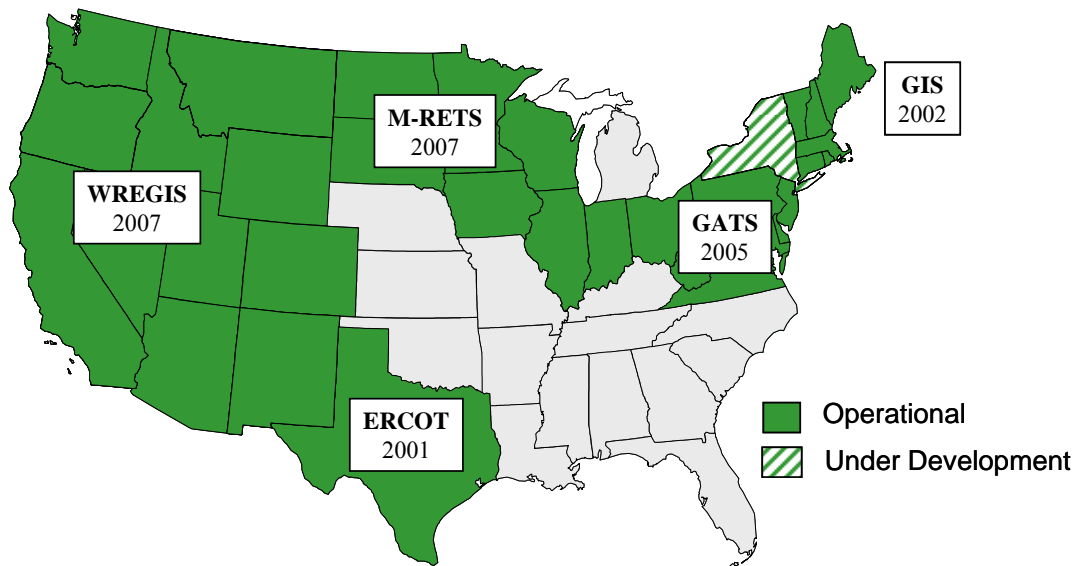 GIS
2002
M-RETS
2007
WREGIS
2007
GATS
2005
ERCOT
2001
Operational
Under Development